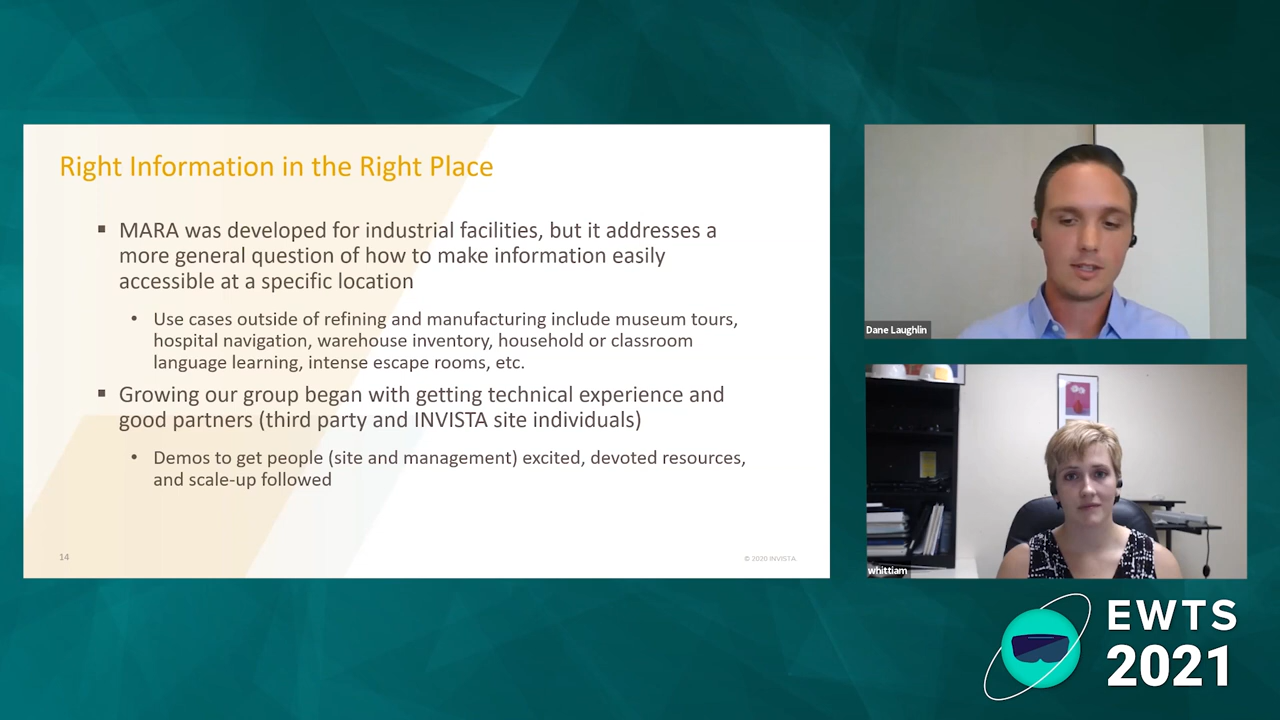 Right Information in the Right Place
▪ MARA was developed for industrial facilities, but it addresses a
more general question of how to make information easily
accessible at a specific location
• Use cases outside of refining and manufacturing include museum tours,
hospital navigation, warehouse inventory, household or classroom
language learning, intense escape rooms, etc.
▪ Growing our group began with getting technical experience and
good partners (third party and INVISTA site individuals)
• Demos to get people (site and management) excited, devoted resources,
and scale-up followed
14
© 2020 INVISTA
Dane Laughlin
whittiam
EWTS
2021